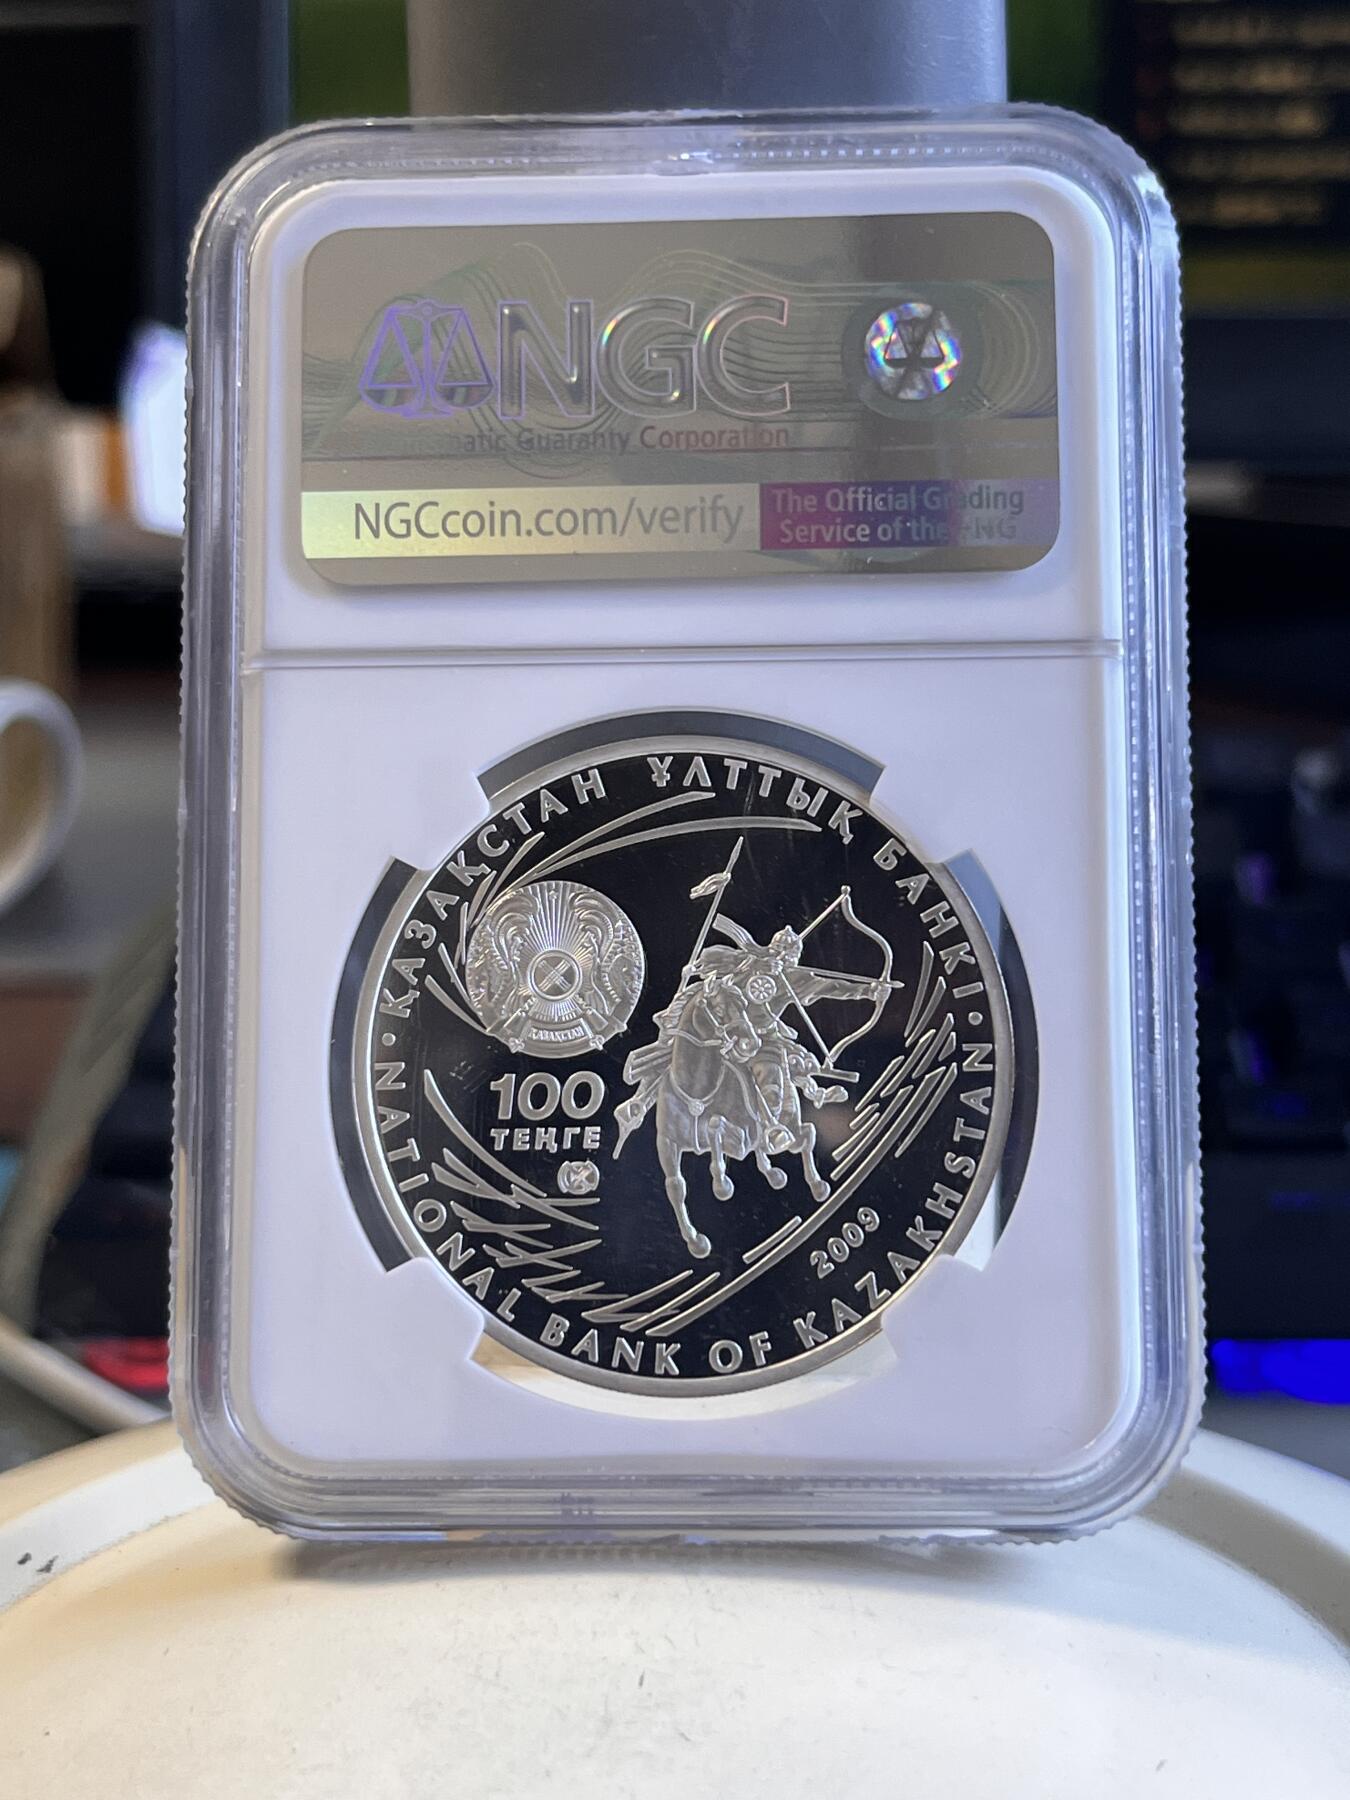 NGC
Guaranty Corporation
NGCcoin.com/verify
The Official Grading
Service of the
ҚАЗАҚСТАН ҰЛТТЫҚ БАНКІ
ҚАЗАҚСТАН
100
ТЕҢГЕ
2009
NATIONAL BANK OF KAZAKHSTAN